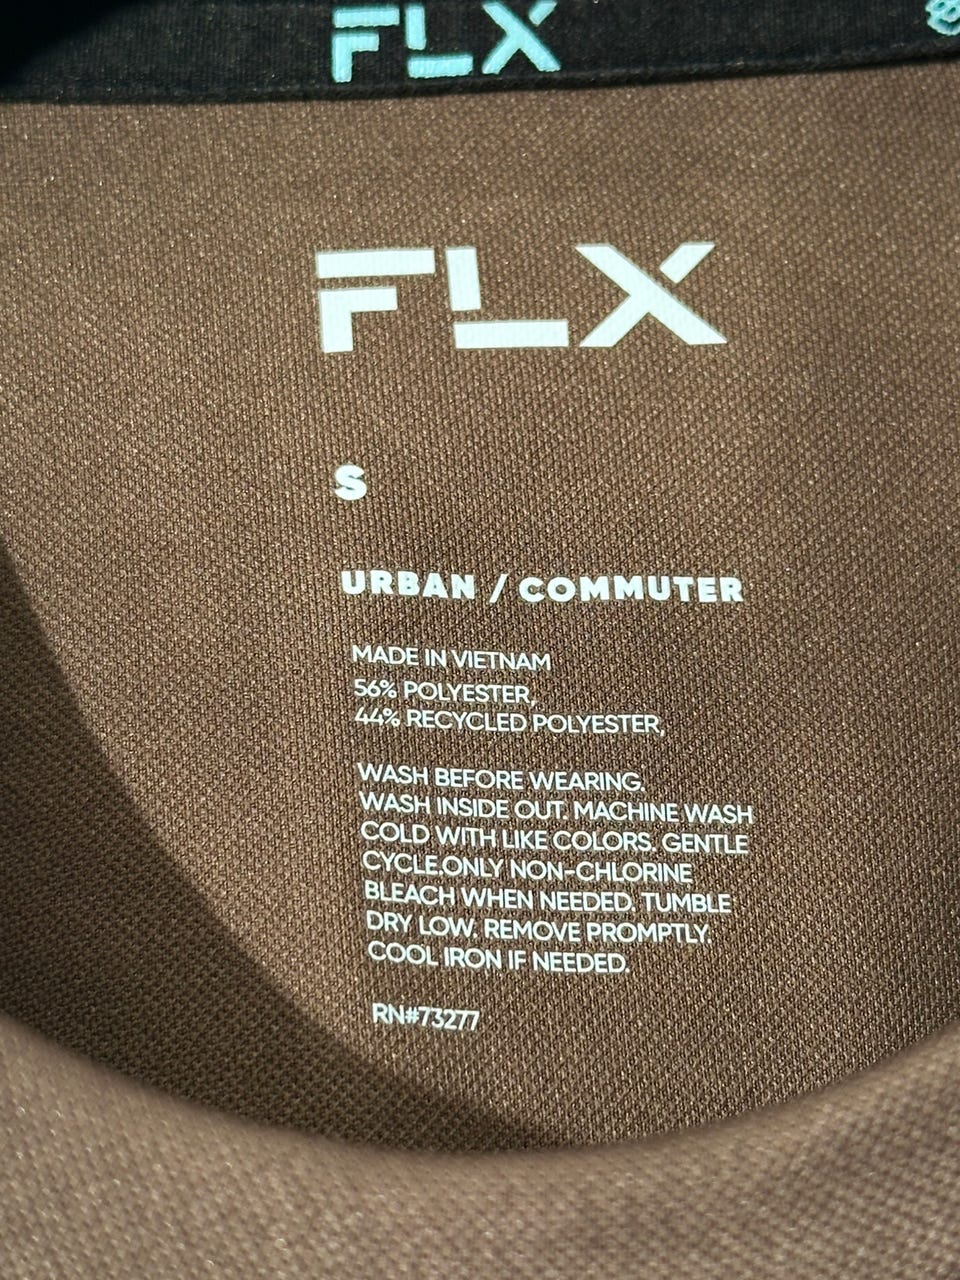 FLX
FLX
S
URBAN / COMMUTER
MADE IN VIETNAM
56% POLYESTER,
44% RECYCLED POLYESTER,
WASH BEFORE WEARING.
WASH INSIDE OUT. MACHINE WASH
COLD WITH LIKE COLORS. GENTLE
CYCLE.ONLY NON-CHLORINE
BLEACH WHEN NEEDED. TUMBLE
DRY LOW. REMOVE PROMPTLY.
COOL IRON IF NEEDED.
RN#73277